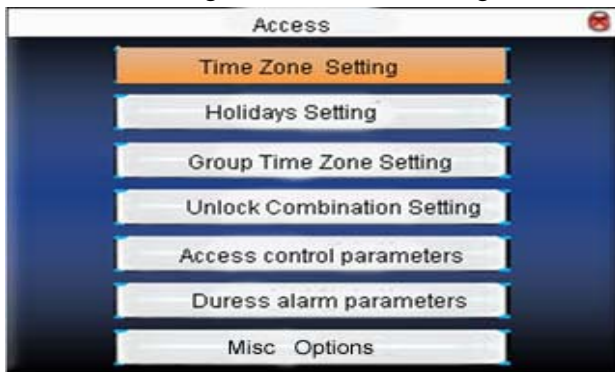 Access
Time Zone Setting
Holidays Setting
Group Time Zone Setting
Unlock Combination Setting
Access control parameters
Duress alarm parameters
Misc Options